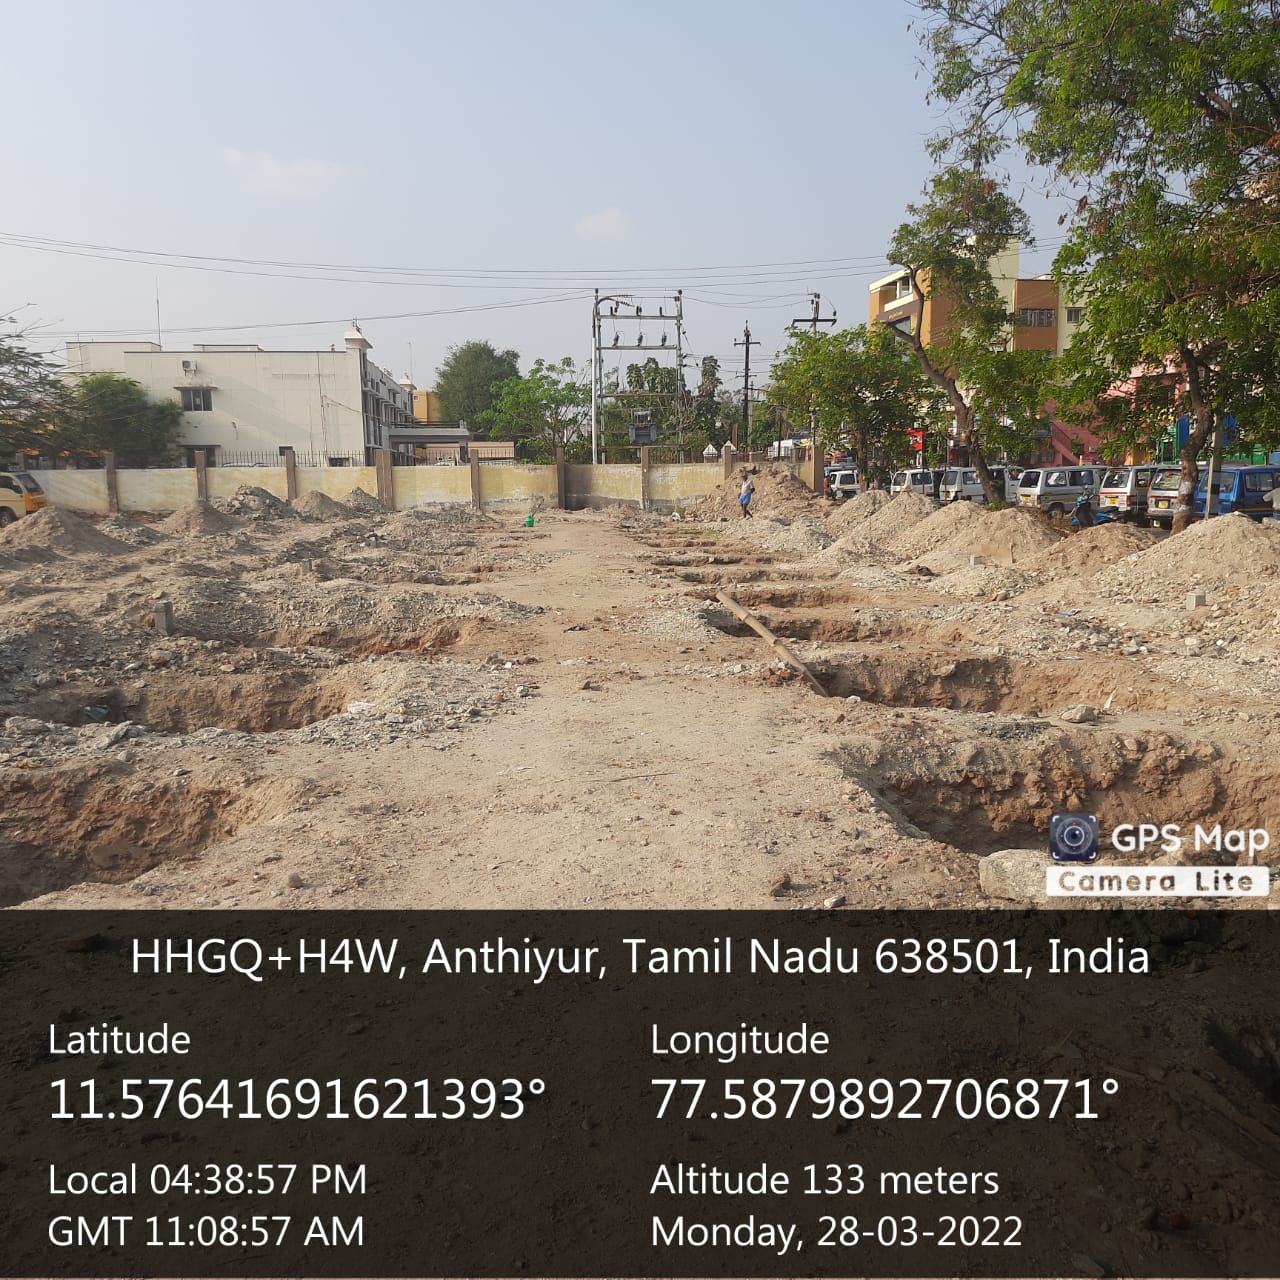 GPS Map
Camera Lite
HHGQ+H4W, Anthiyur, Tamil Nadu 638501, India
Latitude
11.57641691621393°
Longitude
77.5879892706871°
Local 04:38:57 PM
GMT 11:08:57 AM
Altitude 133 meters
Monday, 28-03-2022